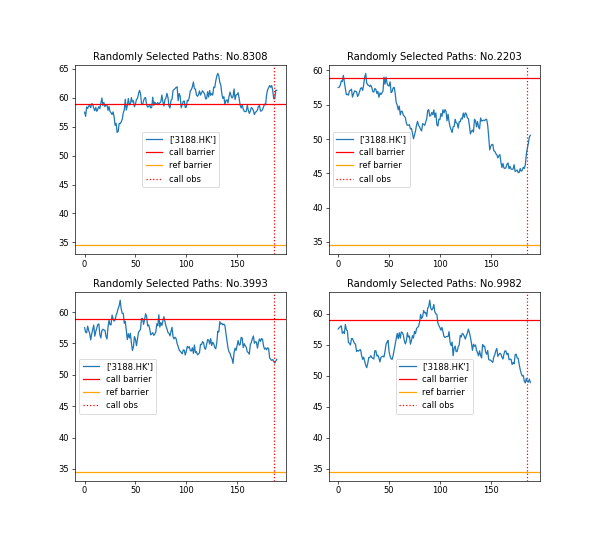 Randomly Selected Paths: No.8308
65
60
55
50
45
40
35
['3188.HK']
call barrier
ref barrier
call obs
0 50 100 150
Randomly Selected Paths: No.2203
60
55
50
45
40
35
['3188.HK']
call barrier
ref barrier
call obs
0 50 100 150
Randomly Selected Paths: No.3993
60
55
50
45
40
35
['3188.HK']
call barrier
ref barrier
call obs
0 50 100 150
Randomly Selected Paths: No.9982
60
55
50
45
40
35
['3188.HK']
call barrier
ref barrier
call obs
0 50 100 150